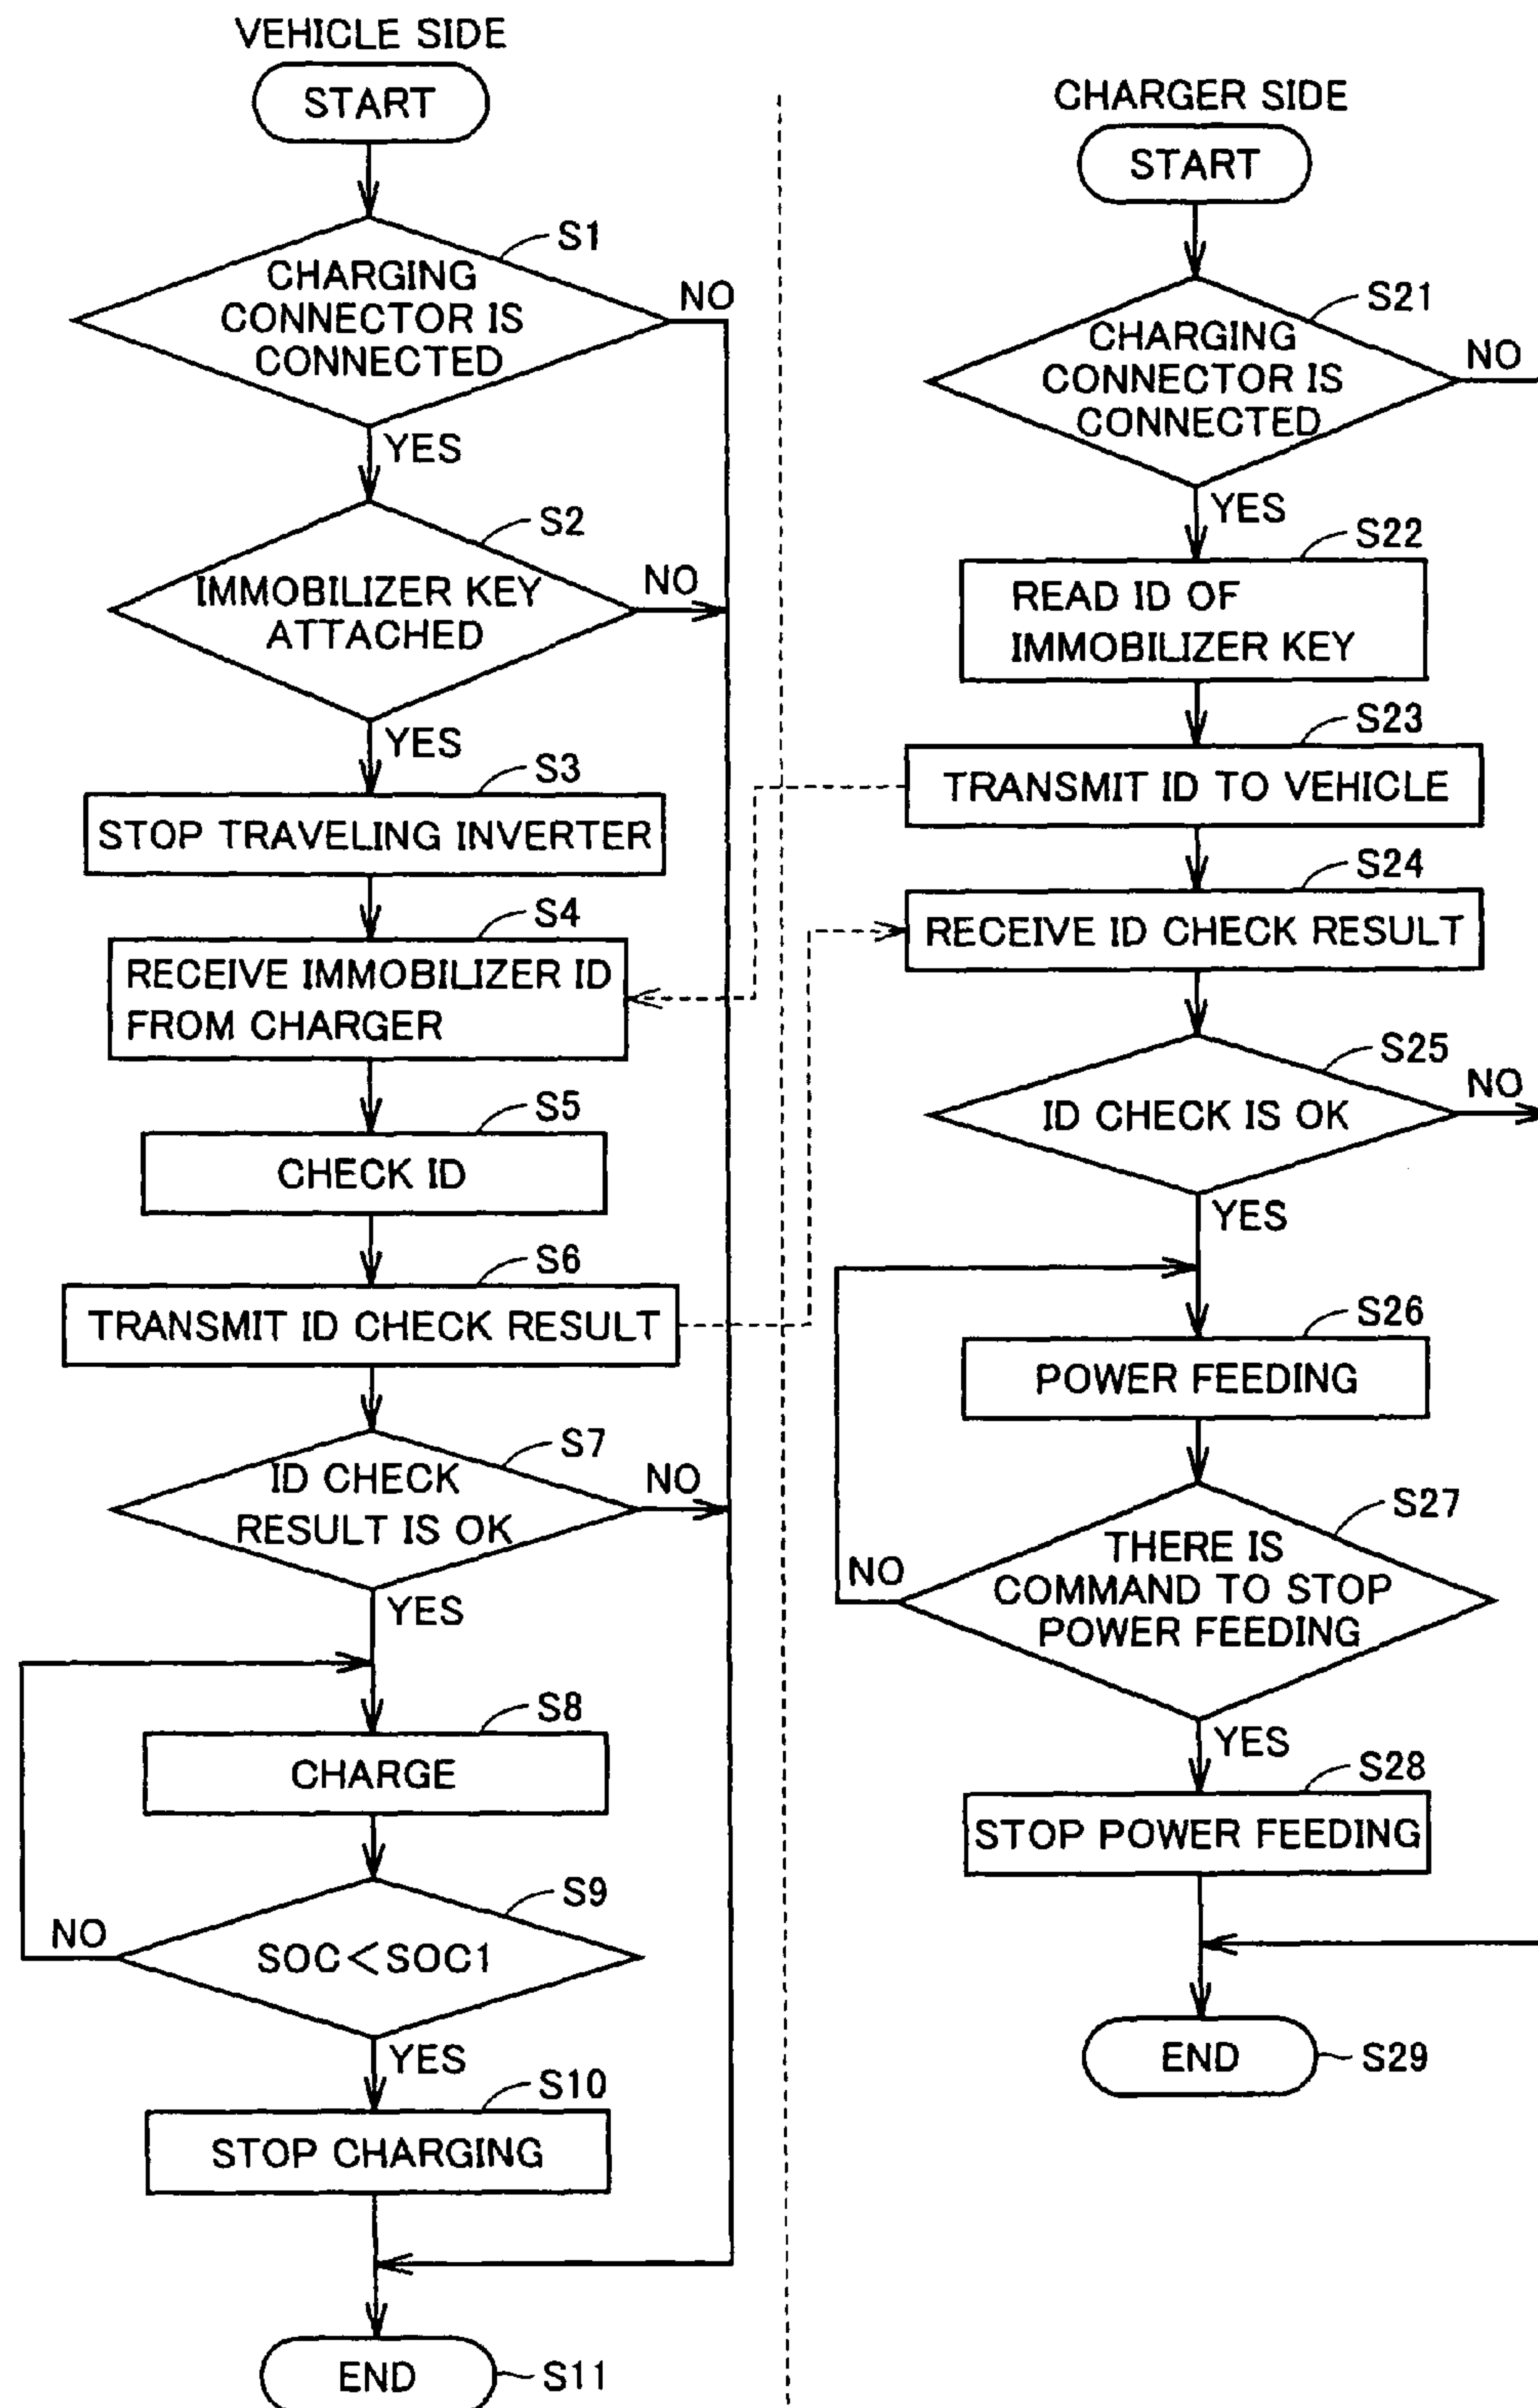 VEHICLE SIDE
START
S1
CHARGING
CONNECTOR IS
CONNECTED
NO
YES
S2
IMMOBILIZER KEY
ATTACHED
NO
YES
S3
STOP TRAVELING INVERTER
S4
RECEIVE IMMOBILIZER ID
FROM CHARGER
S5
CHECK ID
S6
TRANSMIT ID CHECK RESULT
S7
ID CHECK
RESULT IS OK
NO
YES
S8
CHARGE
S9
SOC<SOC1
NO
YES
S10
STOP CHARGING
END
S11
CHARGER SIDE
START
S21
CHARGING
CONNECTOR IS
CONNECTED
NO
YES
S22
READ ID OF
IMMOBILIZER KEY
S23
TRANSMIT ID TO VEHICLE
S24
RECEIVE ID CHECK RESULT
S25
ID CHECK IS OK
NO
YES
S26
POWER FEEDING
S27
THERE IS
COMMAND TO STOP
POWER FEEDING
NO
YES
S28
STOP POWER FEEDING
END
S29